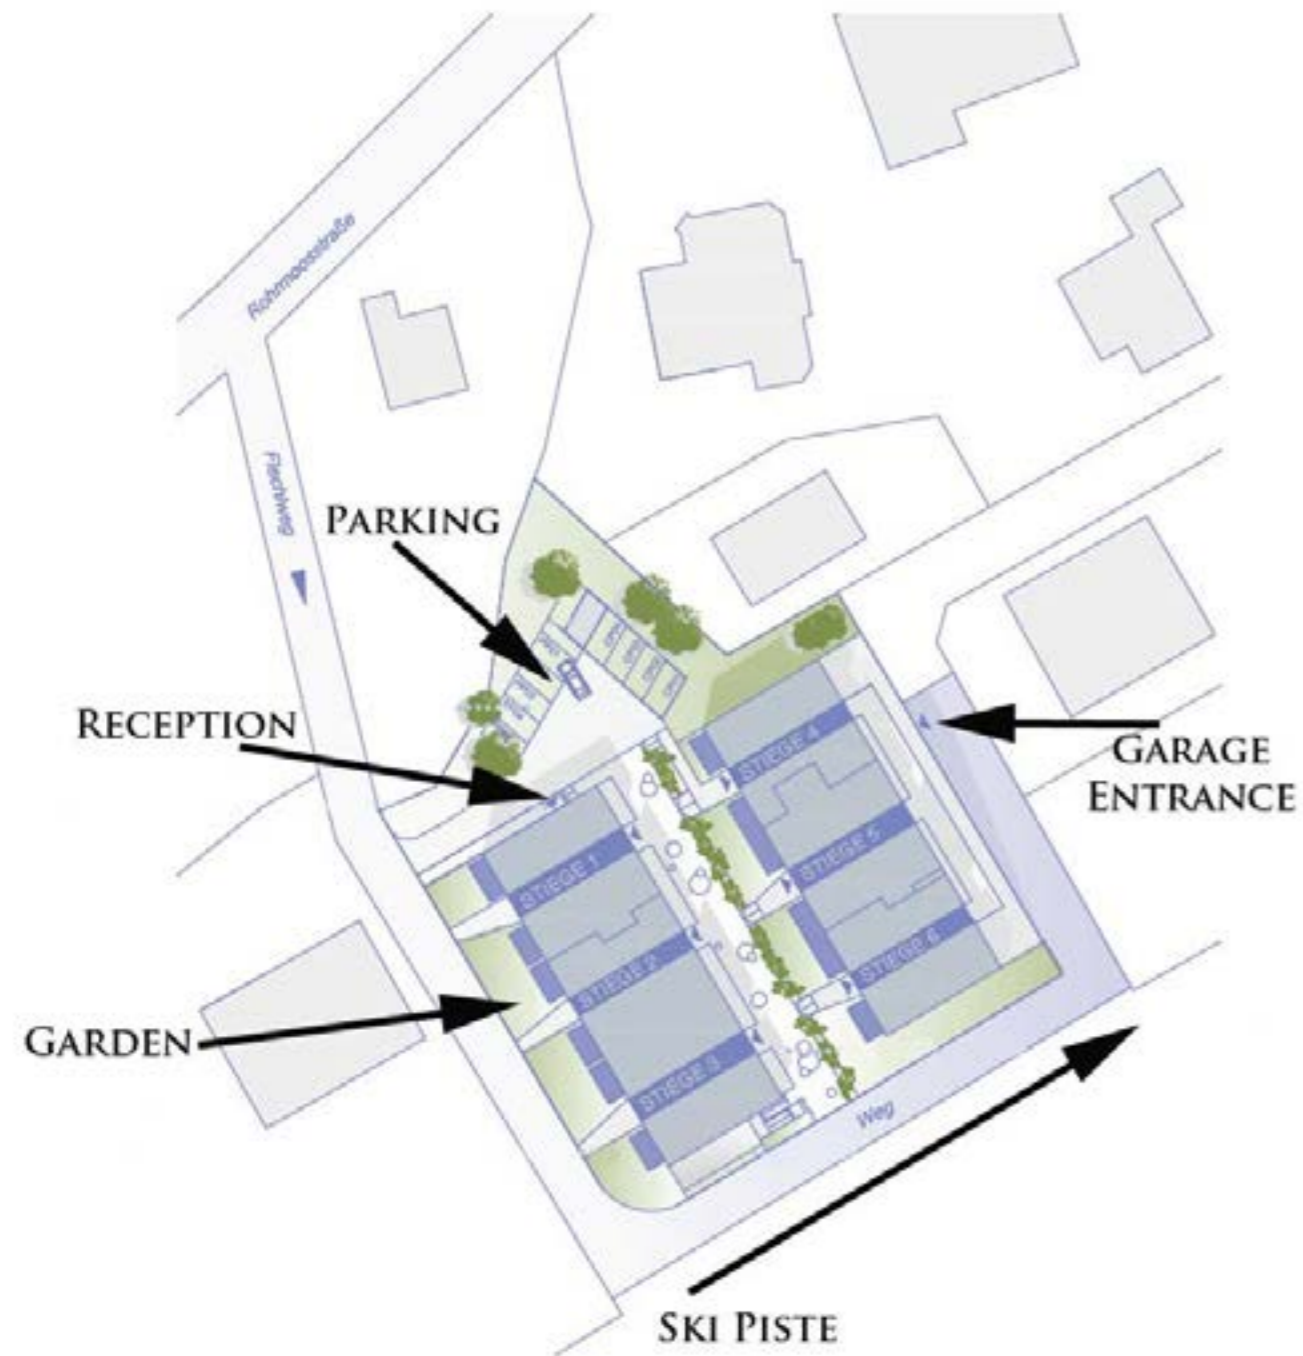 Rohrmoosstraße
Flachlweg
PARKING
RECEPTION
GARAGE
ENTRANCE
STIEGE 4
STIEGE 5
STIEGE 6
STIEGE 1
STIEGE 2
STIEGE 3
GARDEN
Weg
SKI PISTE